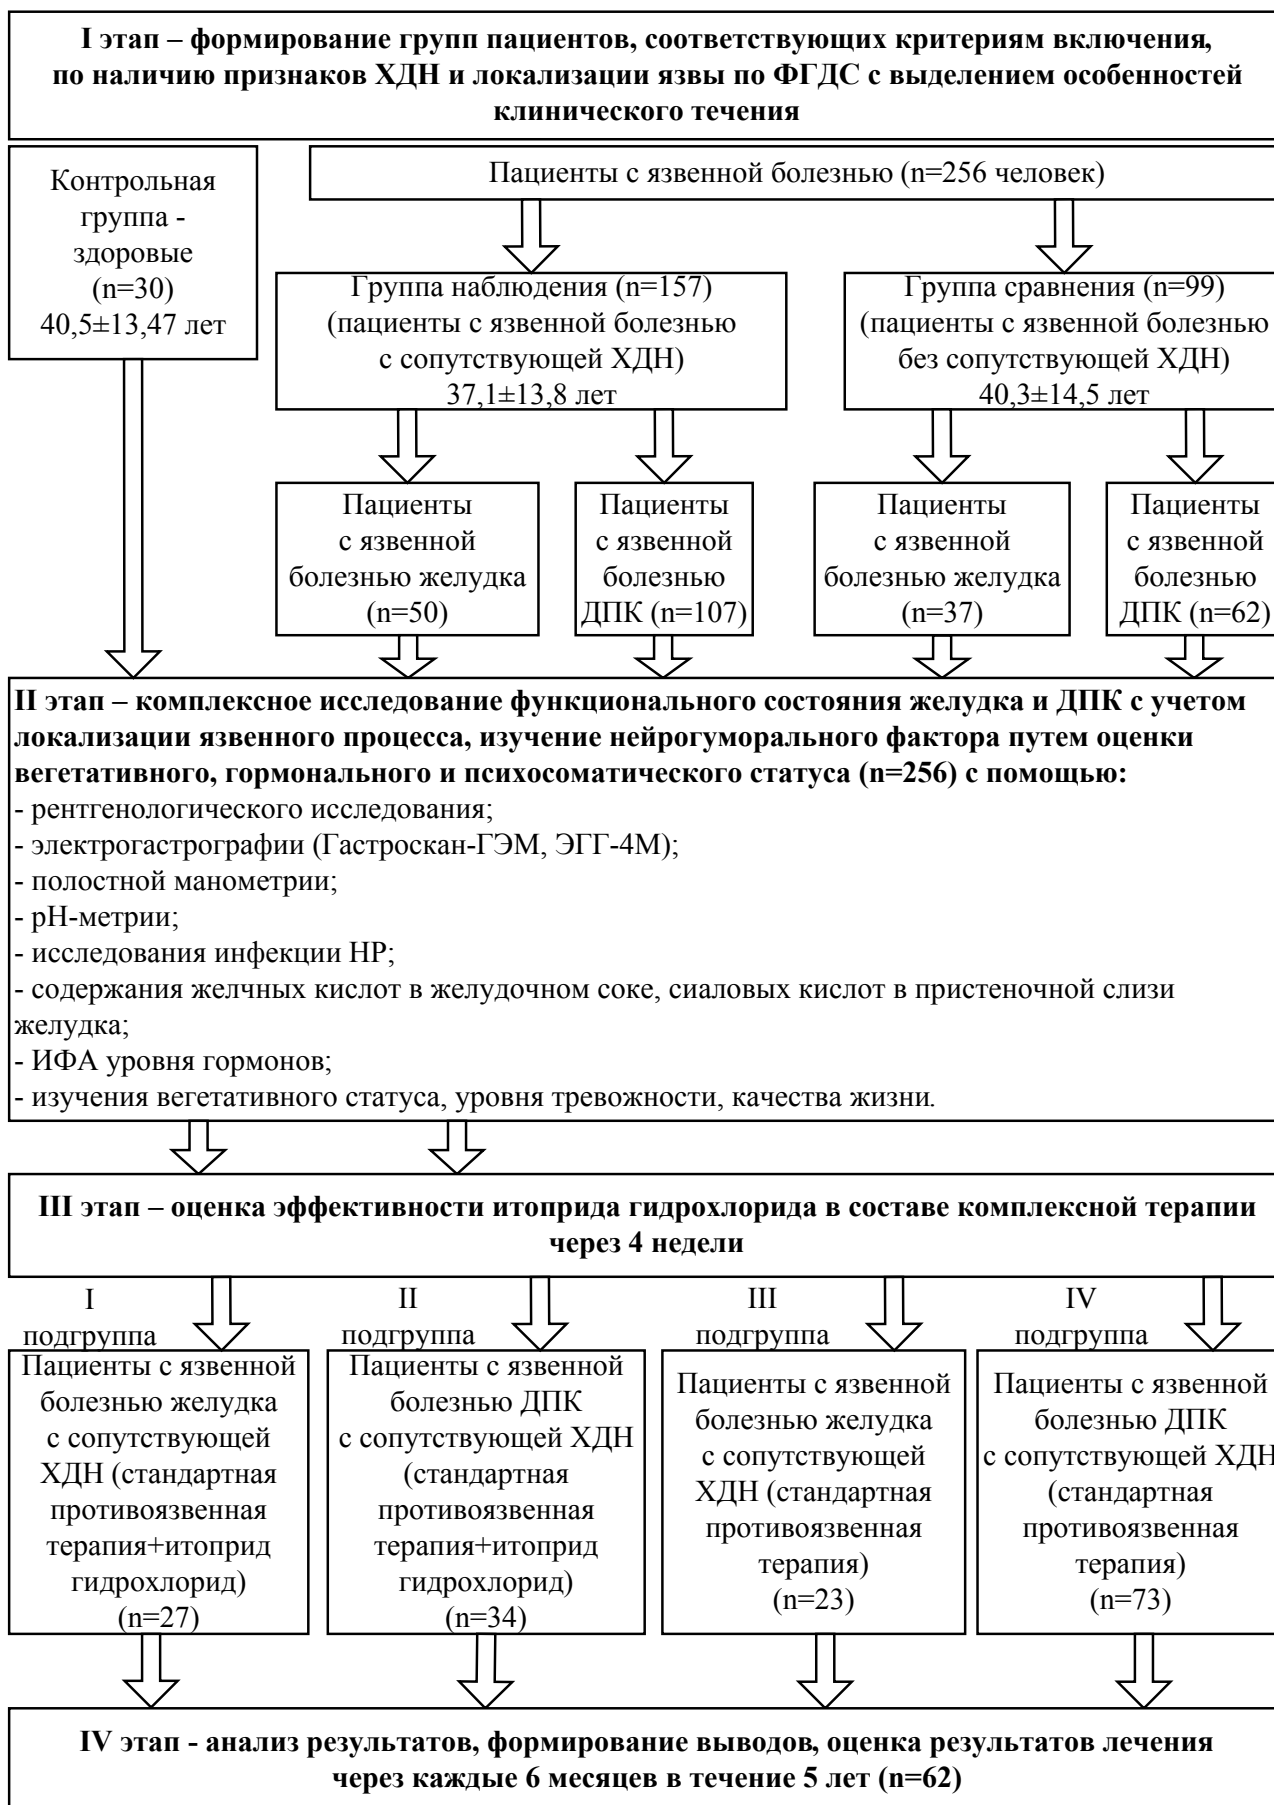 I этап – формирование групп пациентов, соответствующих критериям включения,
по наличию признаков ХДН и локализации язвы по ФГДС с выделением особенностей
клинического течения
Контрольная
группа -
здоровые
(n=30)
40,5±13,47 лет
Пациенты с язвенной болезнью (n=256 человек)
Группа наблюдения (n=157)
(пациенты с язвенной болезнью
с сопутствующей ХДН)
37,1±13,8 лет
Группа сравнения (n=99)
(пациенты с язвенной болезнью
без сопутствующей ХДН)
40,3±14,5 лет
Пациенты
с язвенной
болезнью желудка
(n=50)
Пациенты
с язвенной
болезнью
ДПК (n=107)
Пациенты
с язвенной
болезнью желудка
(n=37)
Пациенты
с язвенной
болезнью
ДПК (n=62)
II этап – комплексное исследование функционального состояния желудка и ДПК с учетом
локализации язвенного процесса, изучение нейрогуморального фактора путем оценки
вегетативного, гормонального и психосоматического статуса (n=256) с помощью:
- рентгенологического исследования;
- электрогастрографии (Гастроскан-ГЭМ, ЭГГ-4М);
- полостной манометрии;
- pH-метрии;
- исследования инфекции HP;
- содержания желчных кислот в желудочном соке, сиаловых кислот в пристеночной слизи
желудка;
- ИФА уровня гормонов;
- изучения вегетативного статуса, уровня тревожности, качества жизни.
III этап – оценка эффективности итоприда гидрохлорида в составе комплексной терапии
через 4 недели
I
подгруппа
II
подгруппа
III
подгруппа
IV
подгруппа
Пациенты с язвенной
болезнью желудка
с сопутствующей
ХДН (стандартная
противоязвенная
терапия+итоприд
гидрохлорид)
(n=27)
Пациенты с язвенной
болезнью ДПК
с сопутствующей ХДН
(стандартная
противоязвенная
терапия+итоприд
гидрохлорид)
(n=34)
Пациенты с язвенной
болезнью желудка
с сопутствующей
ХДН (стандартная
противоязвенная
терапия)
(n=23)
Пациенты с язвенной
болезнью ДПК
с сопутствующей ХДН
(стандартная
противоязвенная
терапия)
(n=73)
IV этап - анализ результатов, формирование выводов, оценка результатов лечения
через каждые 6 месяцев в течение 5 лет (n=62)